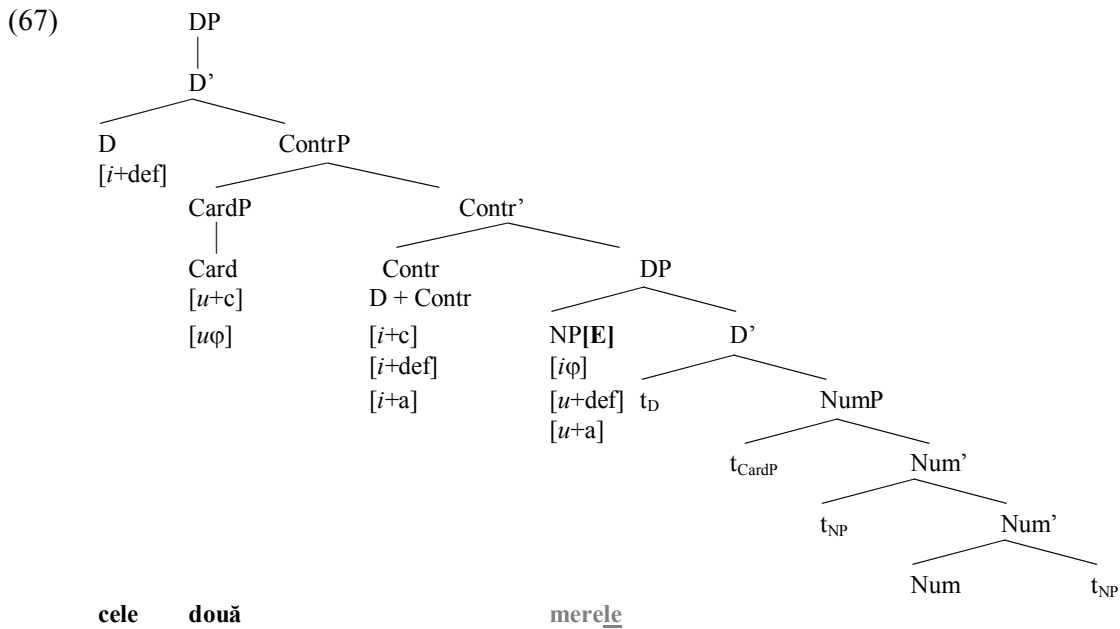 (67) DP
D’
D ContrP
[i+def]
CardP Contr’
Card Contr DP
[u+c] D + Contr
[uφ] [i+c] NP[E] D’
[i+def] [iφ]
[i+a] [u+def] tD NumP
[u+a]
tCardP Num’
tNP Num’
Num tNP
cele două merele